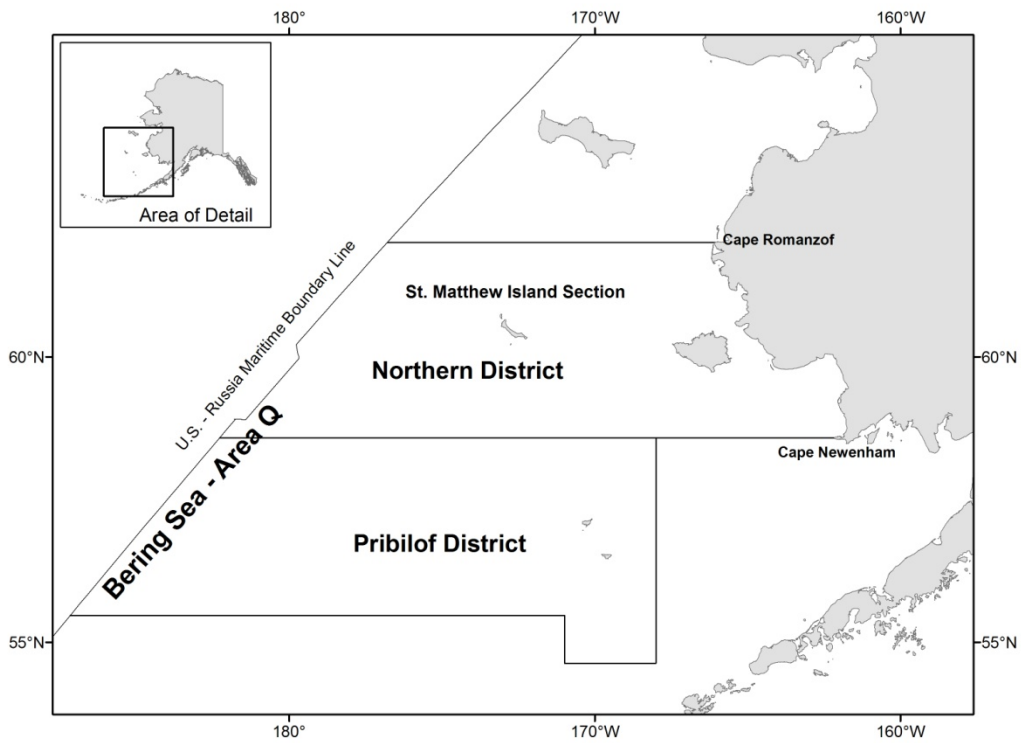 180°
170°W
160°W
Area of Detail
Cape Romanzof
U.S. - Russia Maritime Boundary Line
St. Matthew Island Section
60°N
60°N
Northern District
Bering Sea - Area Q
Cape Newenham
Pribilof District
55°N
55°N
180°
170°W
160°W